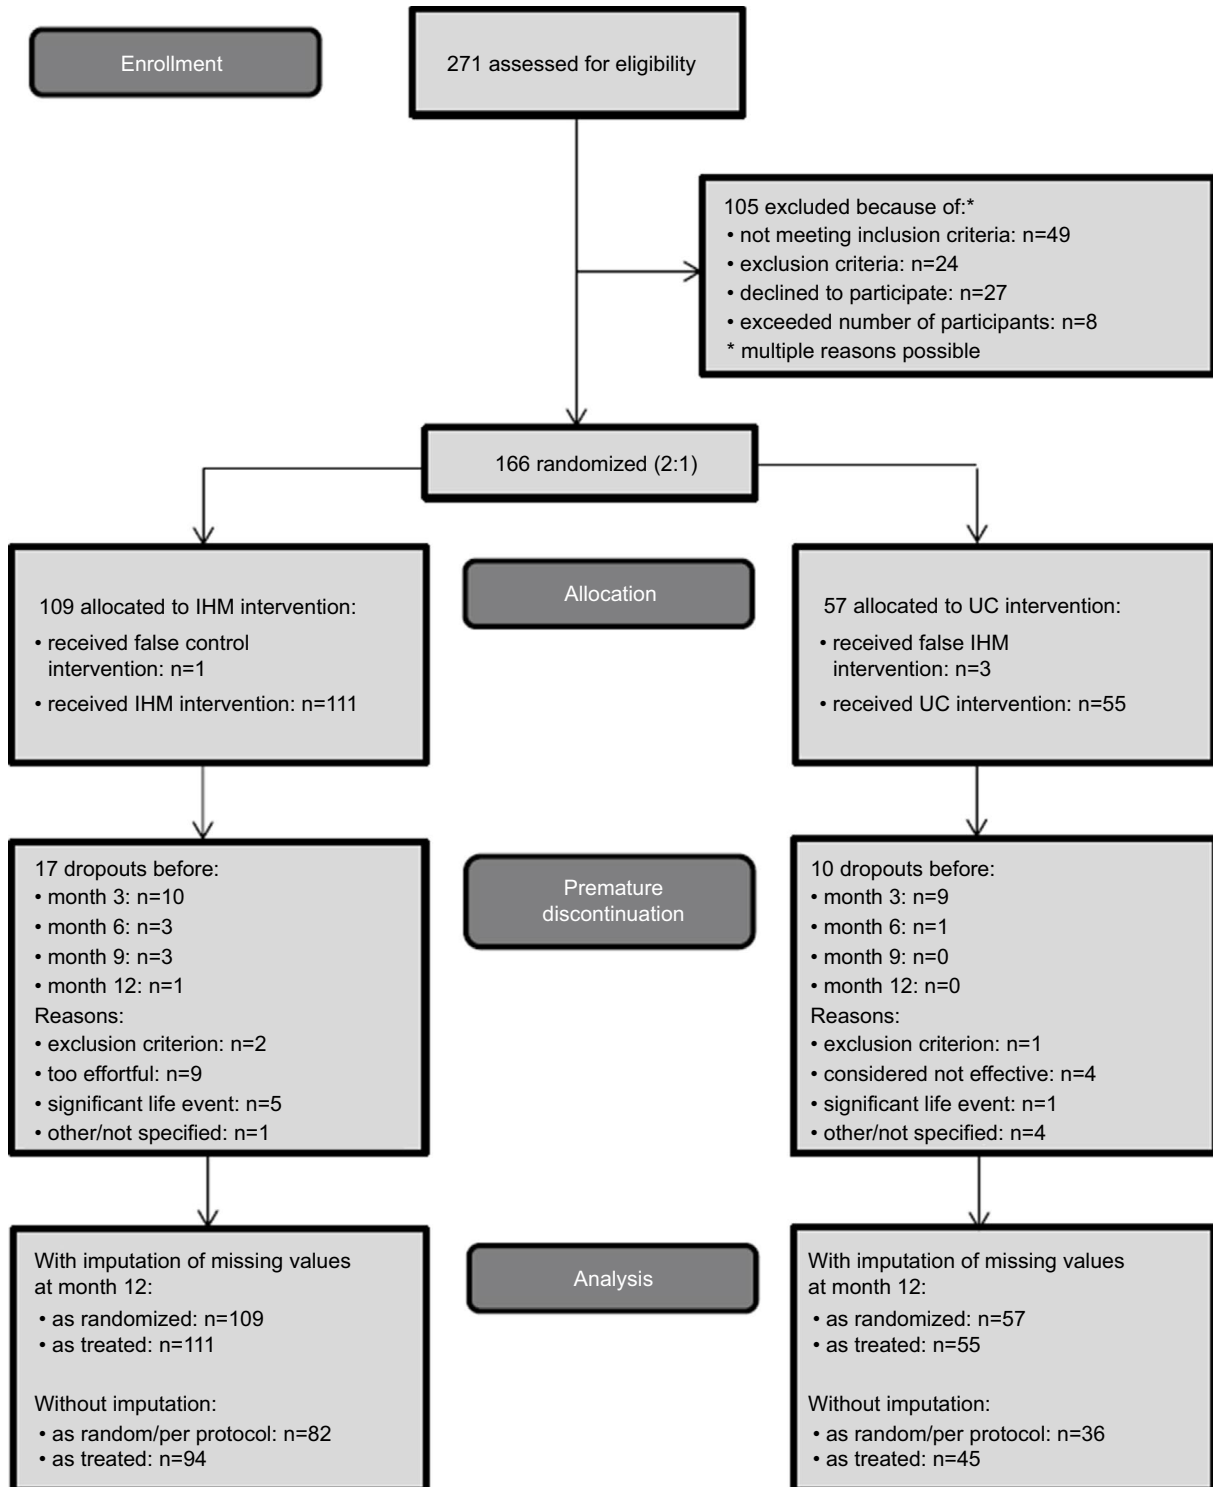 Enrollment
271 assessed for eligibility
105 excluded because of:*
• not meeting inclusion criteria: n=49
• exclusion criteria: n=24
• declined to participate: n=27
• exceeded number of participants: n=8
* multiple reasons possible
166 randomized (2:1)
109 allocated to IHM intervention:
• received false control
intervention: n=1
• received IHM intervention: n=111
Allocation
57 allocated to UC intervention:
• received false IHM
intervention: n=3
• received UC intervention: n=55
17 dropouts before:
• month 3: n=10
• month 6: n=3
• month 9: n=3
• month 12: n=1
Reasons:
• exclusion criterion: n=2
• too effortful: n=9
• significant life event: n=5
• other/not specified: n=1
Premature
discontinuation
10 dropouts before:
• month 3: n=9
• month 6: n=1
• month 9: n=0
• month 12: n=0
Reasons:
• exclusion criterion: n=1
• considered not effective: n=4
• significant life event: n=1
• other/not specified: n=4
With imputation of missing values
at month 12:
• as randomized: n=109
• as treated: n=111
Without imputation:
• as random/per protocol: n=82
• as treated: n=94
Analysis
With imputation of missing values
at month 12:
• as randomized: n=57
• as treated: n=55
Without imputation:
• as random/per protocol: n=36
• as treated: n=45